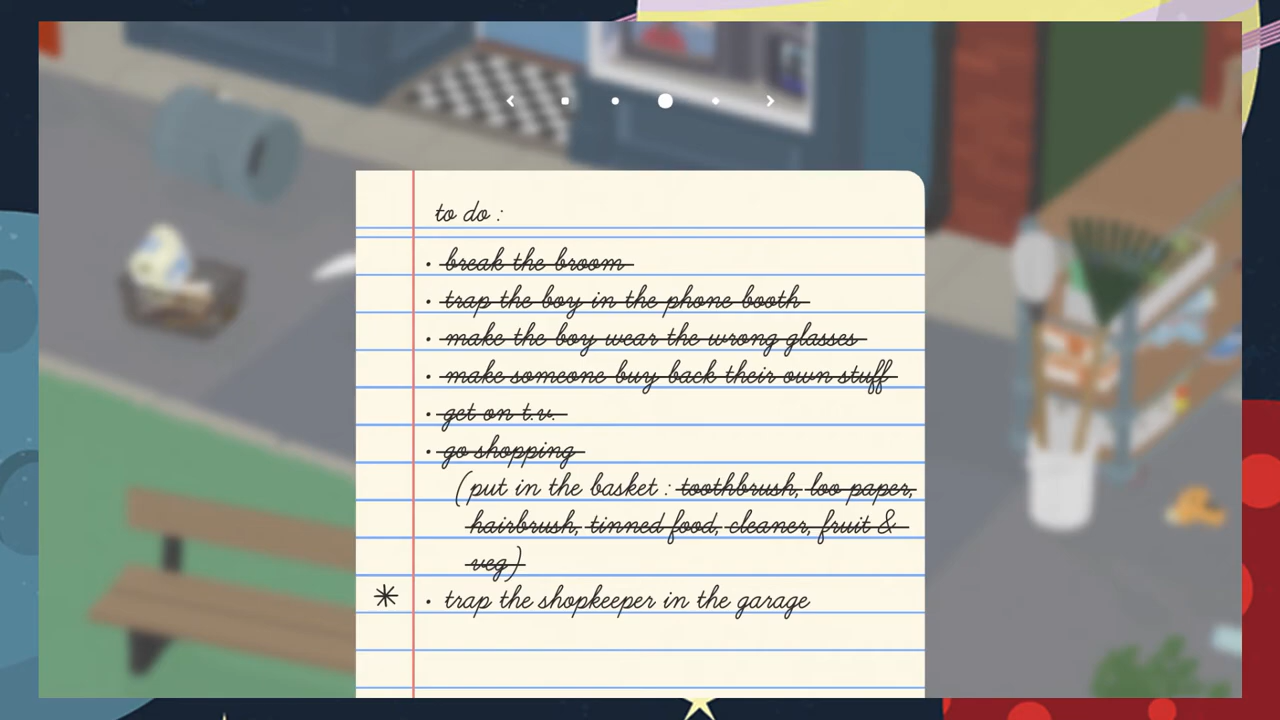 to do :
• break the broom
• trap the boy in the phone booth
• make the boy wear the wrong glasses
• make someone buy back their own stuff
• get on t.v.
• go shopping
(put in the basket : toothbrush, loo paper,
hairbrush, tinned food, cleaner, fruit &
veg)
* • trap the shopkeeper in the garage